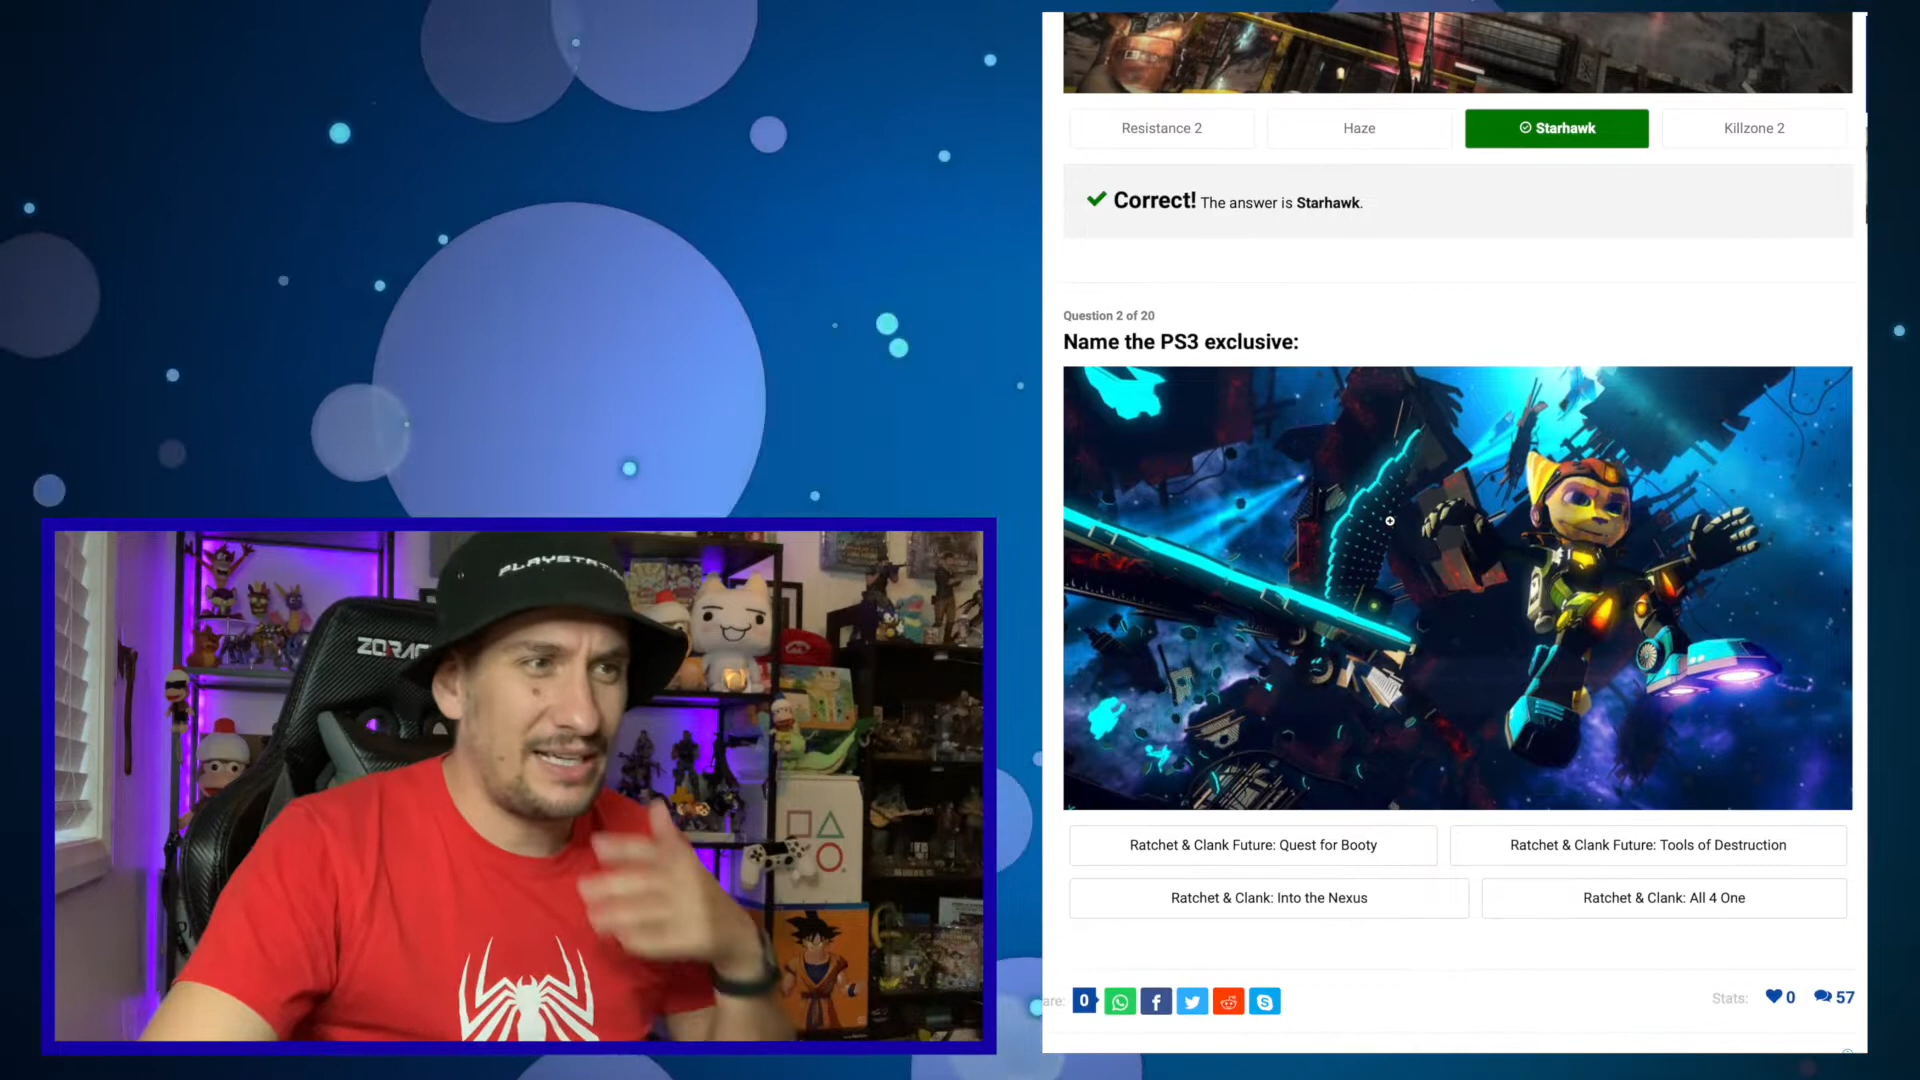 Resistance 2
Haze
Starhawk
Killzone 2
Correct! The answer is Starhawk.
Question 2 of 20
Name the PS3 exclusive:
Ratchet & Clank Future: Quest for Booty
Ratchet & Clank Future: Tools of Destruction
Ratchet & Clank: Into the Nexus
Ratchet & Clank: All 4 One
are:
0
Stats:
0
57